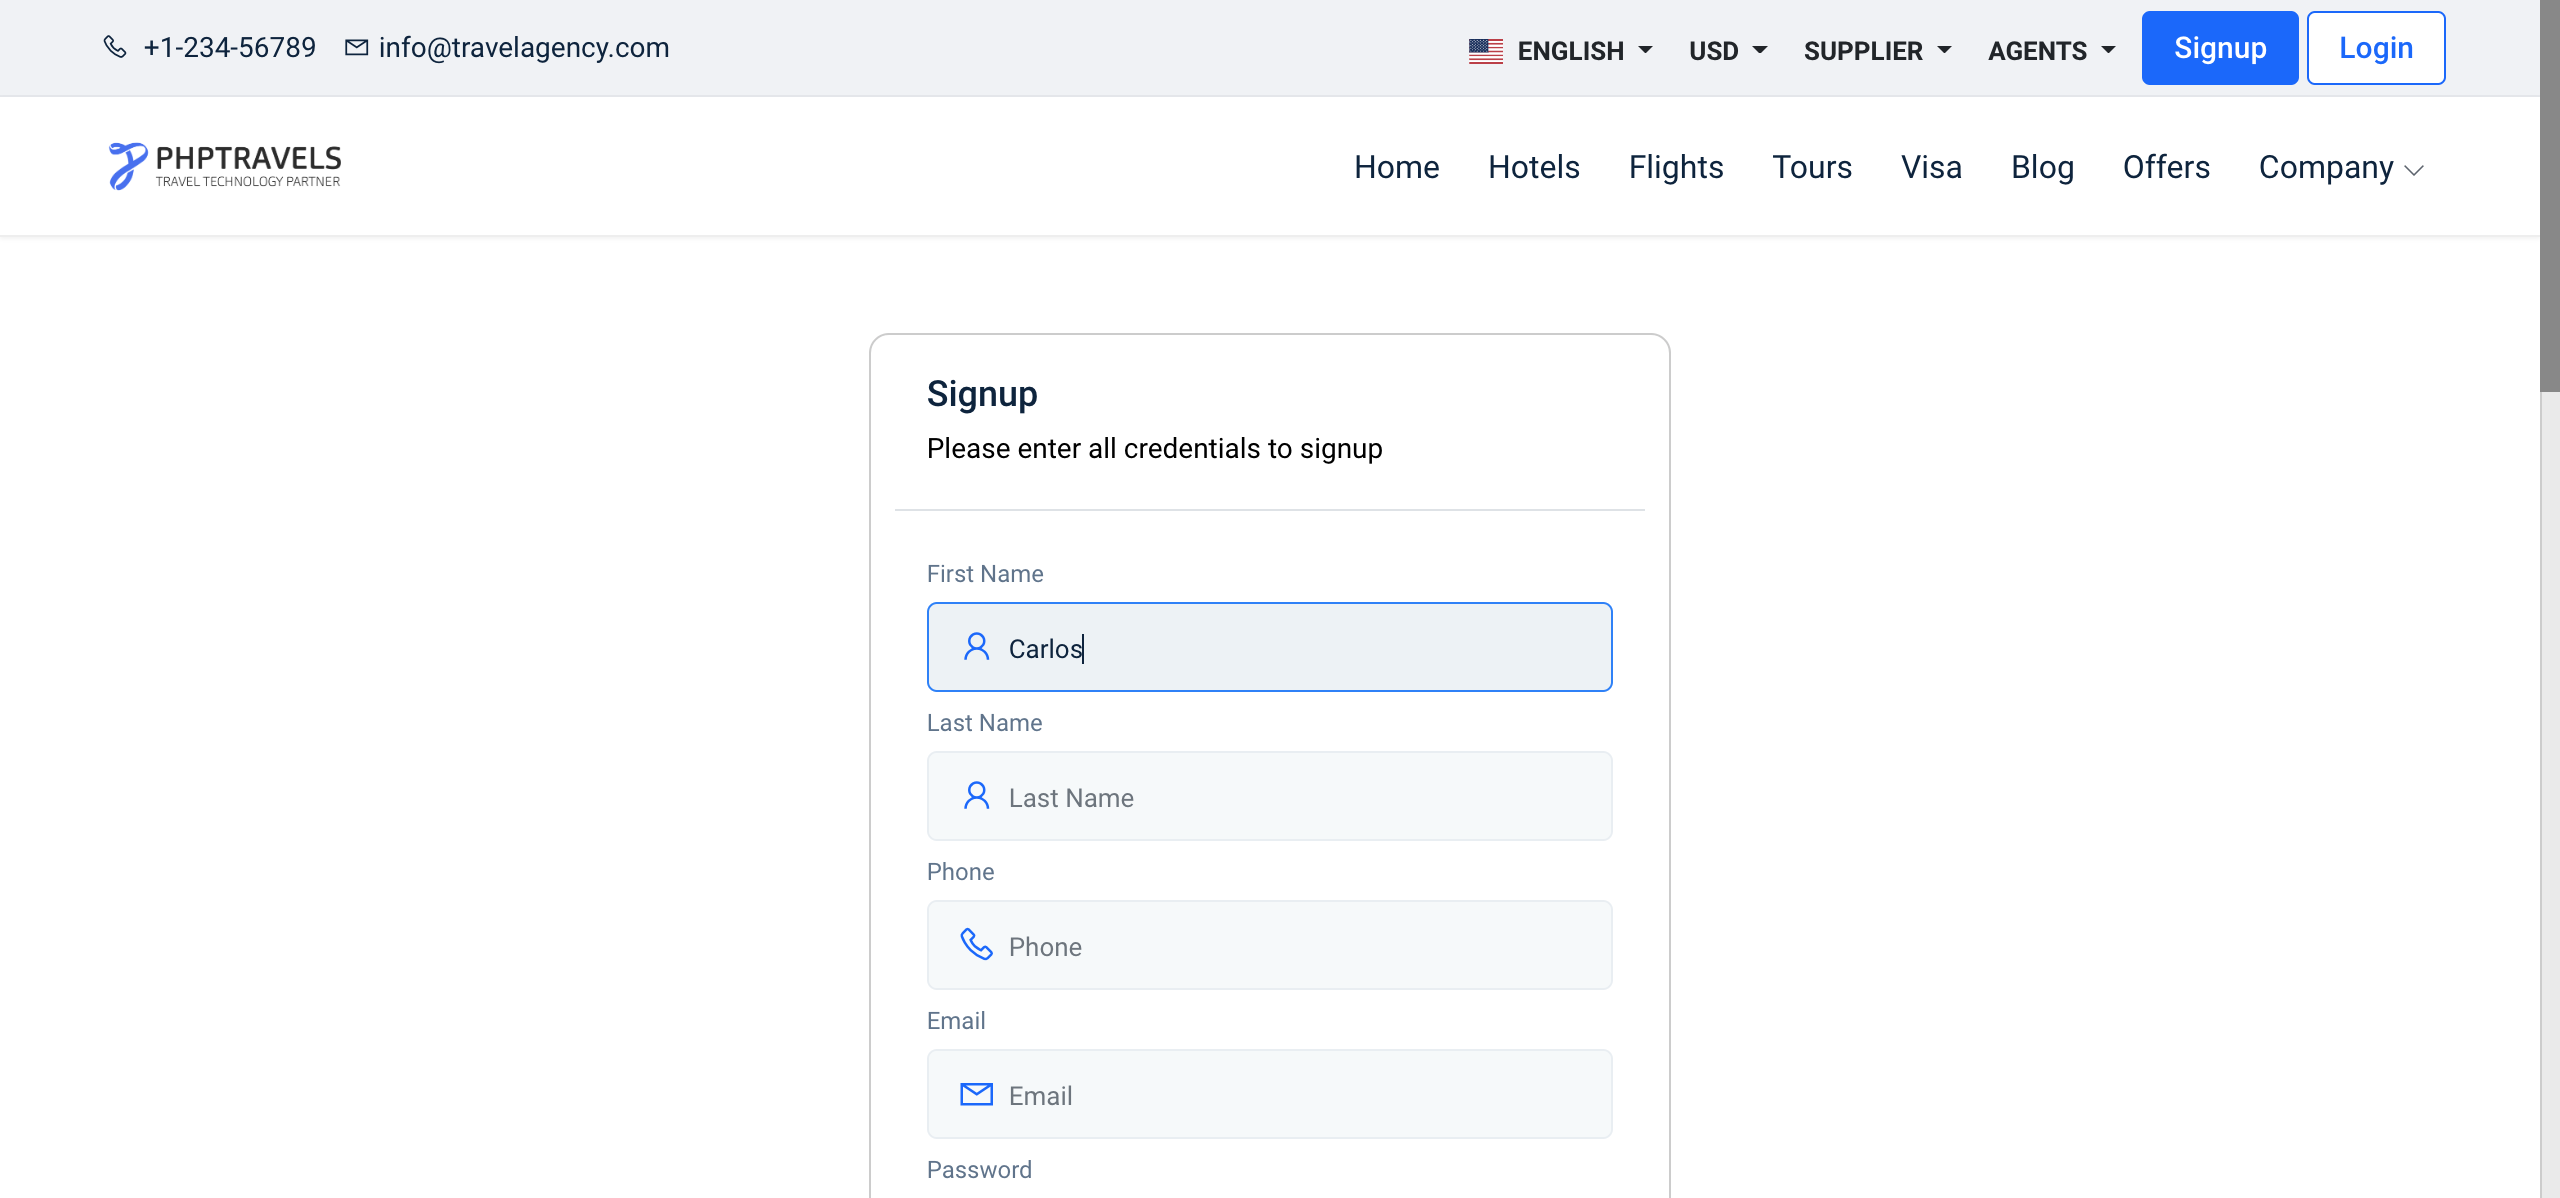 +1-234-56789 info@travelagency.com ENGLISH USD SUPPLIER AGENTS Signup Login
PHPTRAVELS
TRAVEL TECHNOLOGY PARTNER
Home Hotels Flights Tours Visa Blog Offers Company
Signup
Please enter all credentials to signup
First Name
Carlos
Last Name
Last Name
Phone
Phone
Email
Email
Password